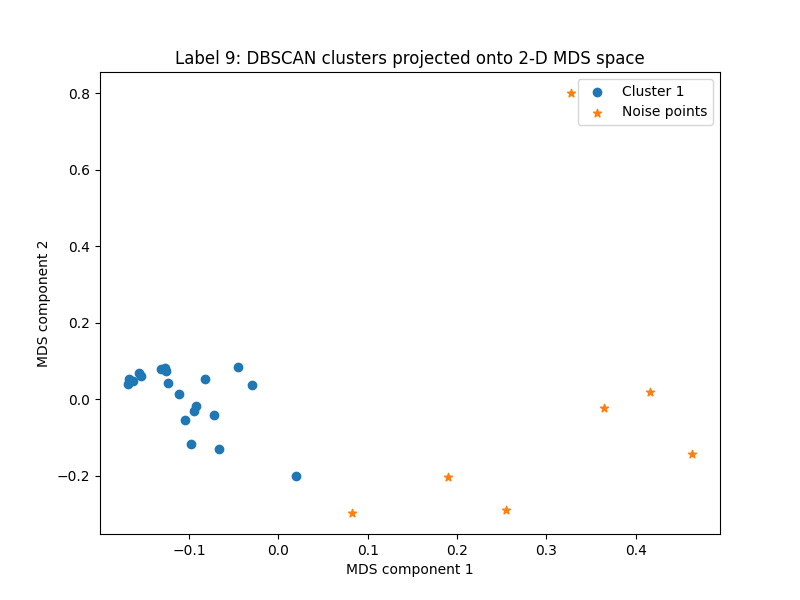 Label 9: DBSCAN clusters projected onto 2-D MDS space
Cluster 1
Noise points
0.8
0.6
0.4
0.2
0.0
−0.2
MDS component 2
−0.1
0.0
0.1
0.2
0.3
0.4
MDS component 1